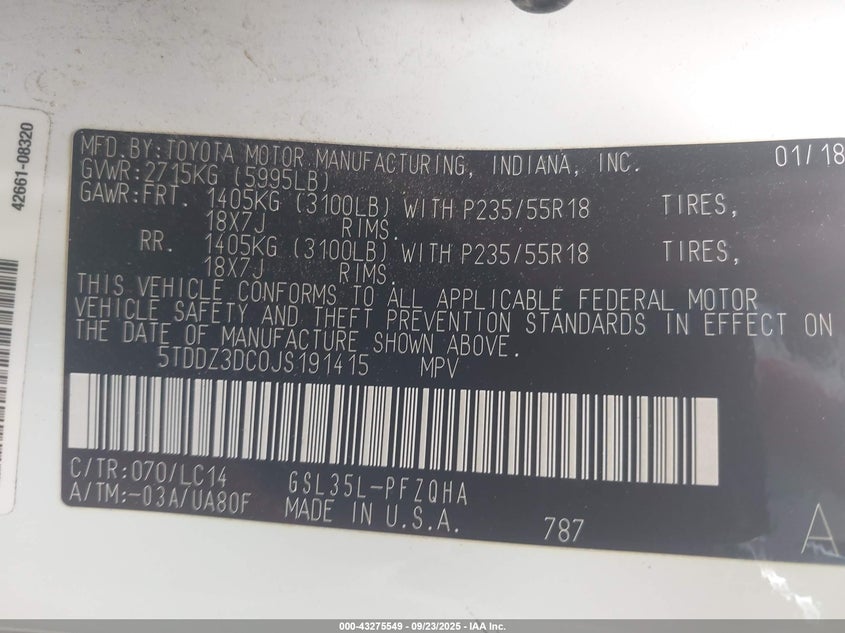 42661-08320
MFD. BY: TOYOTA MOTOR MANUFACTURING, INDIANA, INC. 01/18
GVWR: 2715KG (5995LB)
GAWR: FRT. 1405KG (3100LB) WITH P235/55R18 TIRES,
18X7J RIMS.
RR. 1405KG (3100LB) WITH P235/55R18 TIRES,
18X7J RIMS.
THIS VEHICLE CONFORMS TO ALL APPLICABLE FEDERAL MOTOR
VEHICLE SAFETY AND THEFT PREVENTION STANDARDS IN EFFECT ON
THE DATE OF MANUFACTURE SHOWN ABOVE.
5TDDZ3DC0JS191415 MPV
C/TR: 070/LC14 GSL35L-PFZQHA
A/TM: -03A/UA80F MADE IN U.S.A. 787 A
000-43275549 - 09/23/2025 - IAA, Inc.